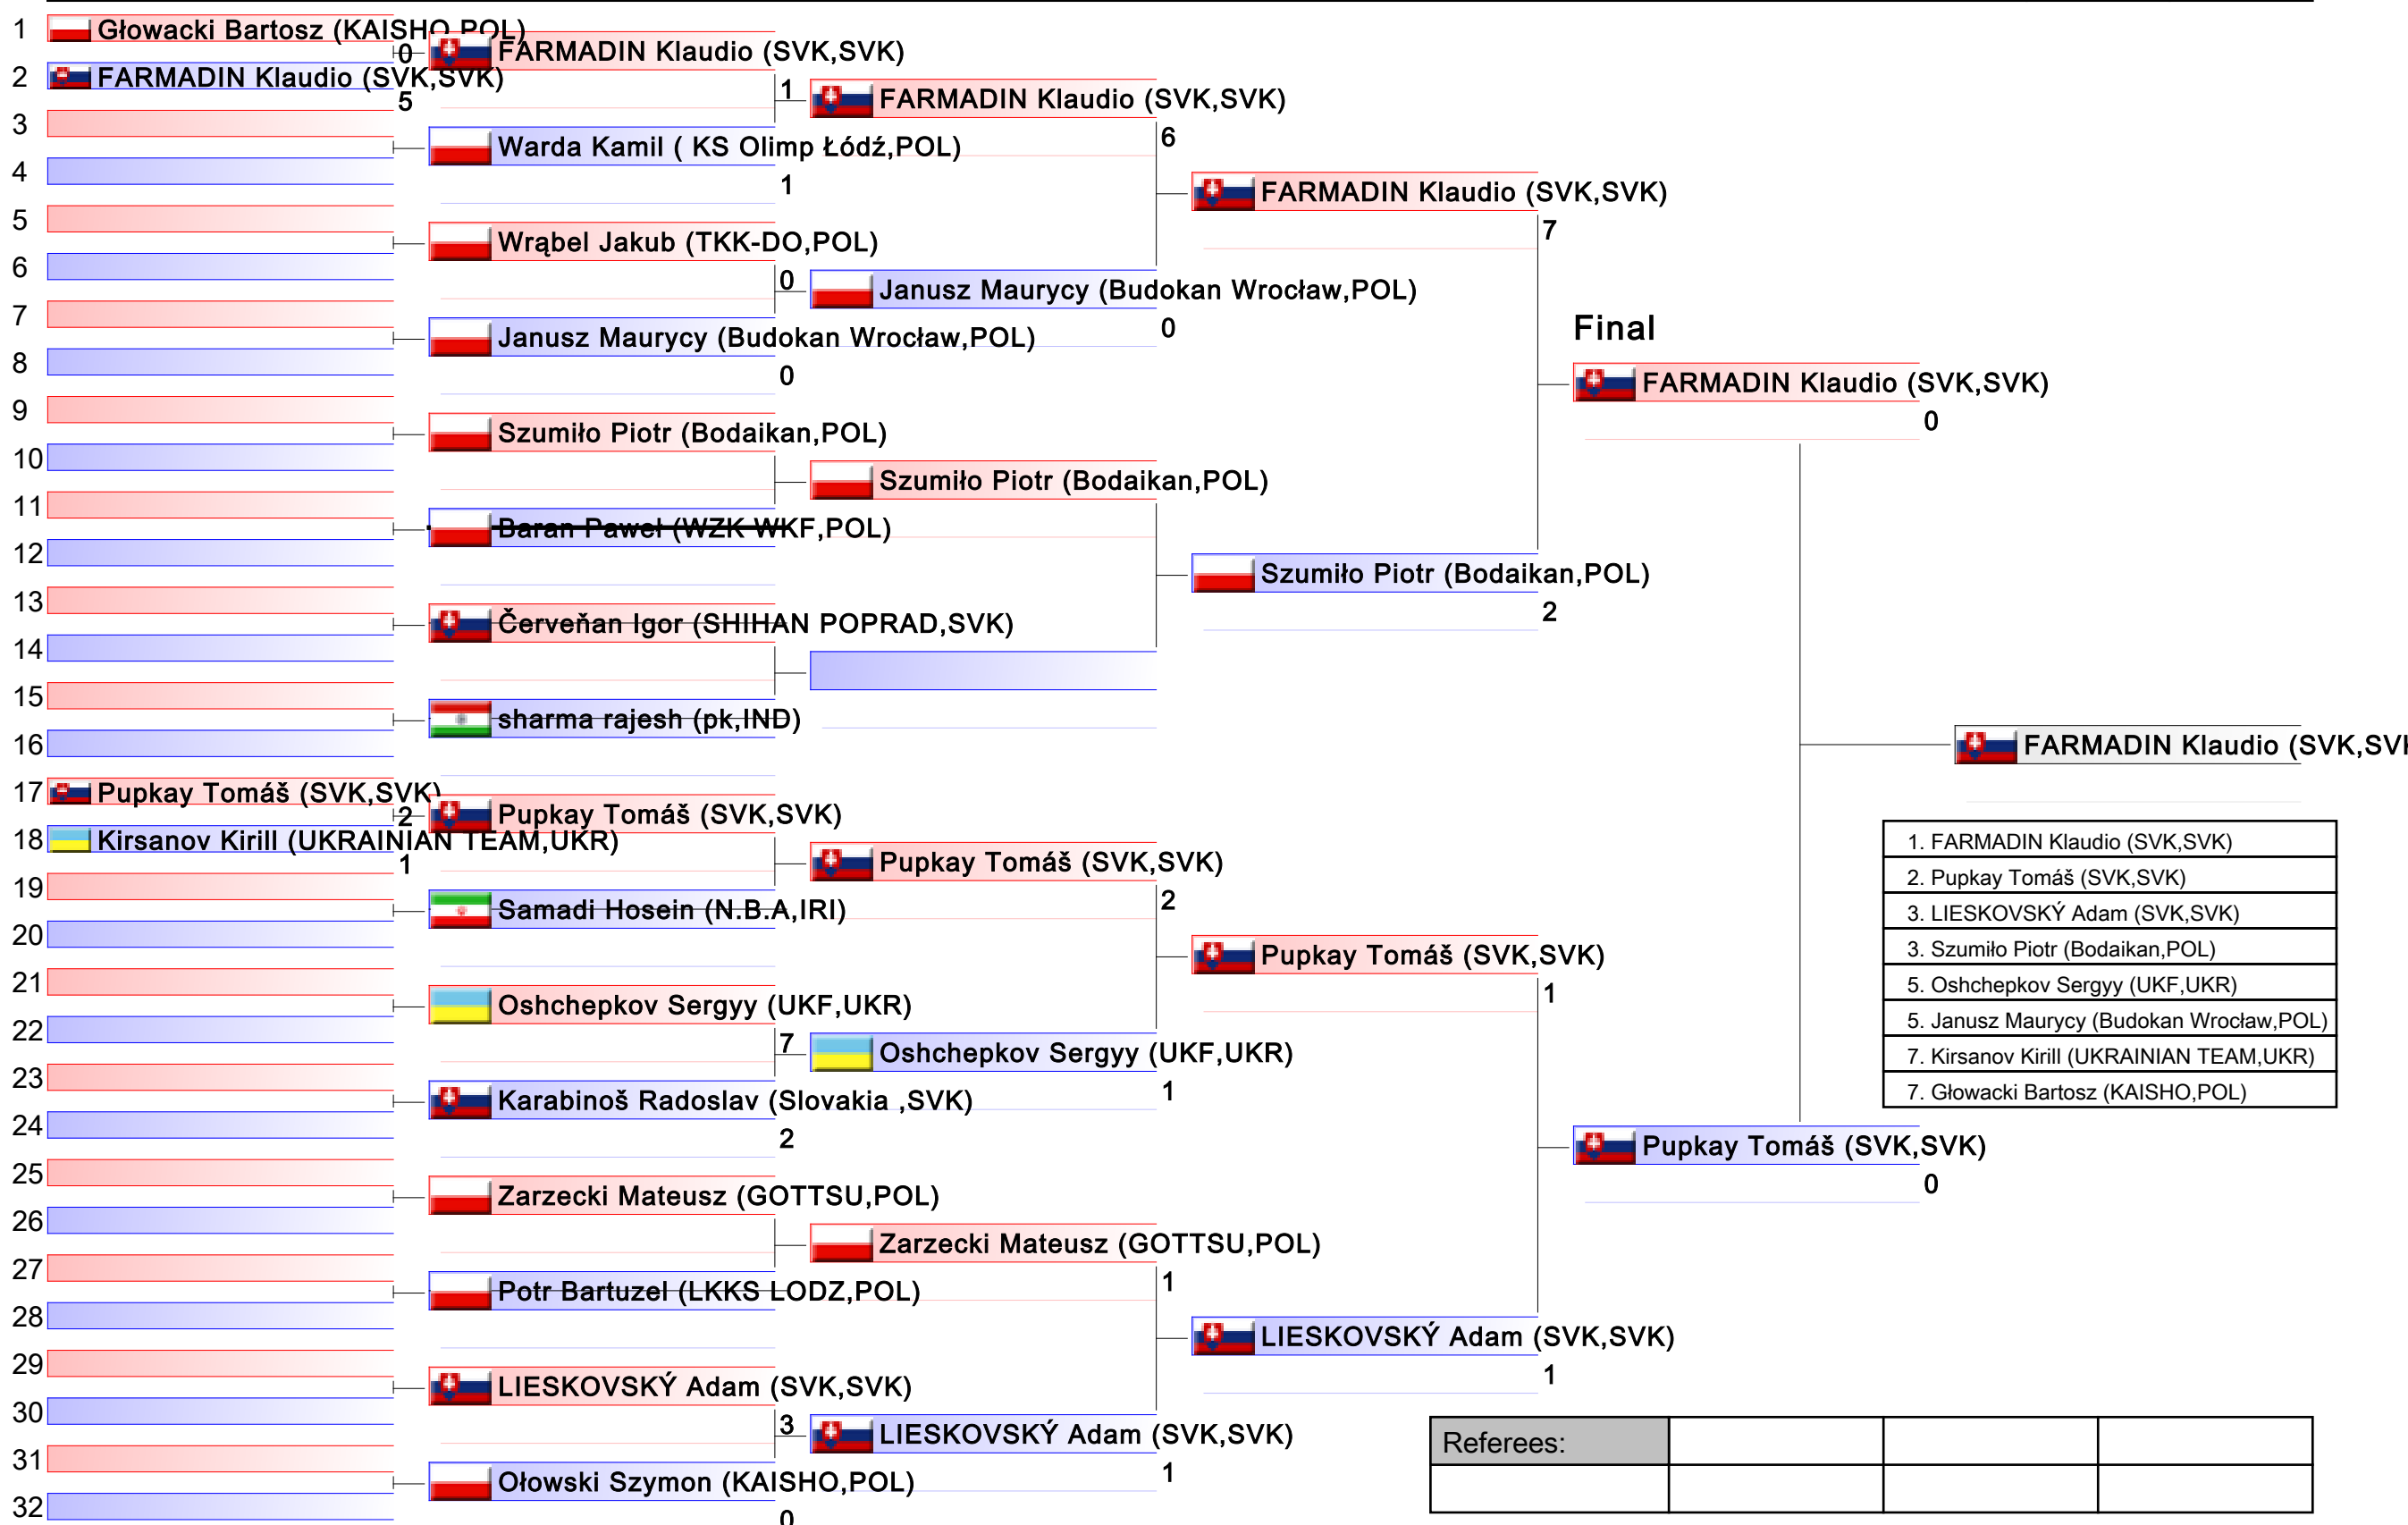 1 Głowacki Bartosz (KAISHO,POL)
0
2 FARMADIN Klaudio (SVK,SVK)
5
3
4
5
6
7
8
9
10
11
12
13
14
15
16
17 Pupkay Tomáš (SVK,SVK)
2
18 Kirsanov Kirill (UKRAINIAN TEAM,UKR)
1
19
20
21
22
23
24
25
26
27
28
29
30
31
32
FARMADIN Klaudio (SVK,SVK)
1
Warda Kamil ( KS Olimp Łódź,POL)
1
Wrąbel Jakub (TKK-DO,POL)
0
Janusz Maurycy (Budokan Wrocław,POL)
0
Szumiło Piotr (Bodaikan,POL)
Baran Paweł (WZK WKF,POL)
Červeňan Igor (SHIHAN POPRAD,SVK)
sharma rajesh (pk,IND)
Pupkay Tomáš (SVK,SVK)
Samadi Hosein (N.B.A,IRI)
Oshchepkov Sergyy (UKF,UKR)
7
Karabinoš Radoslav (Slovakia ,SVK)
2
Zarzecki Mateusz (GOTTSU,POL)
Potr Bartuzel (LKKS LODZ,POL)
LIESKOVSKÝ Adam (SVK,SVK)
3
Ołowski Szymon (KAISHO,POL)
0
FARMADIN Klaudio (SVK,SVK)
6
Janusz Maurycy (Budokan Wrocław,POL)
0
Szumiło Piotr (Bodaikan,POL)
Pupkay Tomáš (SVK,SVK)
2
Oshchepkov Sergyy (UKF,UKR)
1
Zarzecki Mateusz (GOTTSU,POL)
1
LIESKOVSKÝ Adam (SVK,SVK)
1
FARMADIN Klaudio (SVK,SVK)
7
Szumiło Piotr (Bodaikan,POL)
2
Pupkay Tomáš (SVK,SVK)
1
LIESKOVSKÝ Adam (SVK,SVK)
1
Final
FARMADIN Klaudio (SVK,SVK)
0
Pupkay Tomáš (SVK,SVK)
0
FARMADIN Klaudio (SVK,SV
1. FARMADIN Klaudio (SVK,SVK)
2. Pupkay Tomáš (SVK,SVK)
3. LIESKOVSKÝ Adam (SVK,SVK)
3. Szumiło Piotr (Bodaikan,POL)
5. Oshchepkov Sergyy (UKF,UKR)
5. Janusz Maurycy (Budokan Wrocław,POL)
7. Kirsanov Kirill (UKRAINIAN TEAM,UKR)
7. Głowacki Bartosz (KAISHO,POL)
Referees: